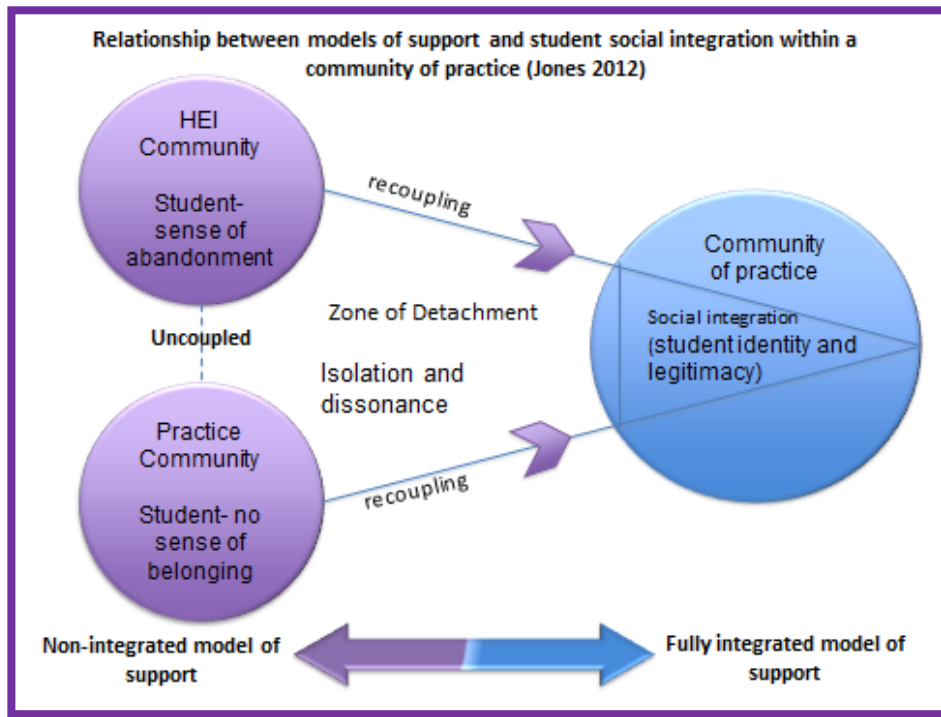 Relationship between models of support and student social integration within a
community of practice (Jones 2012)
HEI
Community
Student-
sense of
abandonment
recoupling
Community
of practice
Zone of Detachment
Social integration
(student identity and
legitimacy)
Uncoupled
Isolation and
dissonance
Practice
Community
Student- no
sense of
belonging
recoupling
Non-integrated model of
support
Fully integrated model of
support